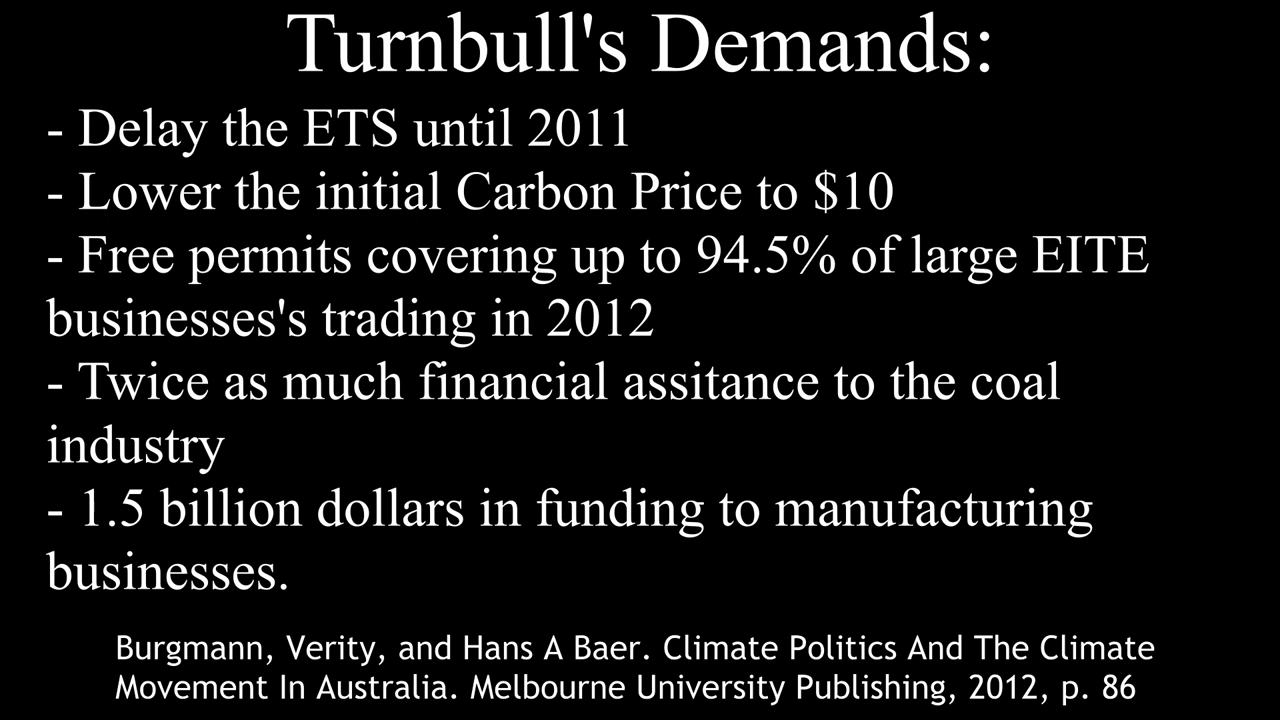 Turnbull's Demands:
- Delay the ETS until 2011
- Lower the initial Carbon Price to $10
- Free permits covering up to 94.5% of large EITE
businesses's trading in 2012
- Twice as much financial assitance to the coal
industry
- 1.5 billion dollars in funding to manufacturing
businesses.
Burgmann, Verity, and Hans A Baer. Climate Politics And The Climate
Movement In Australia. Melbourne University Publishing, 2012, p. 86